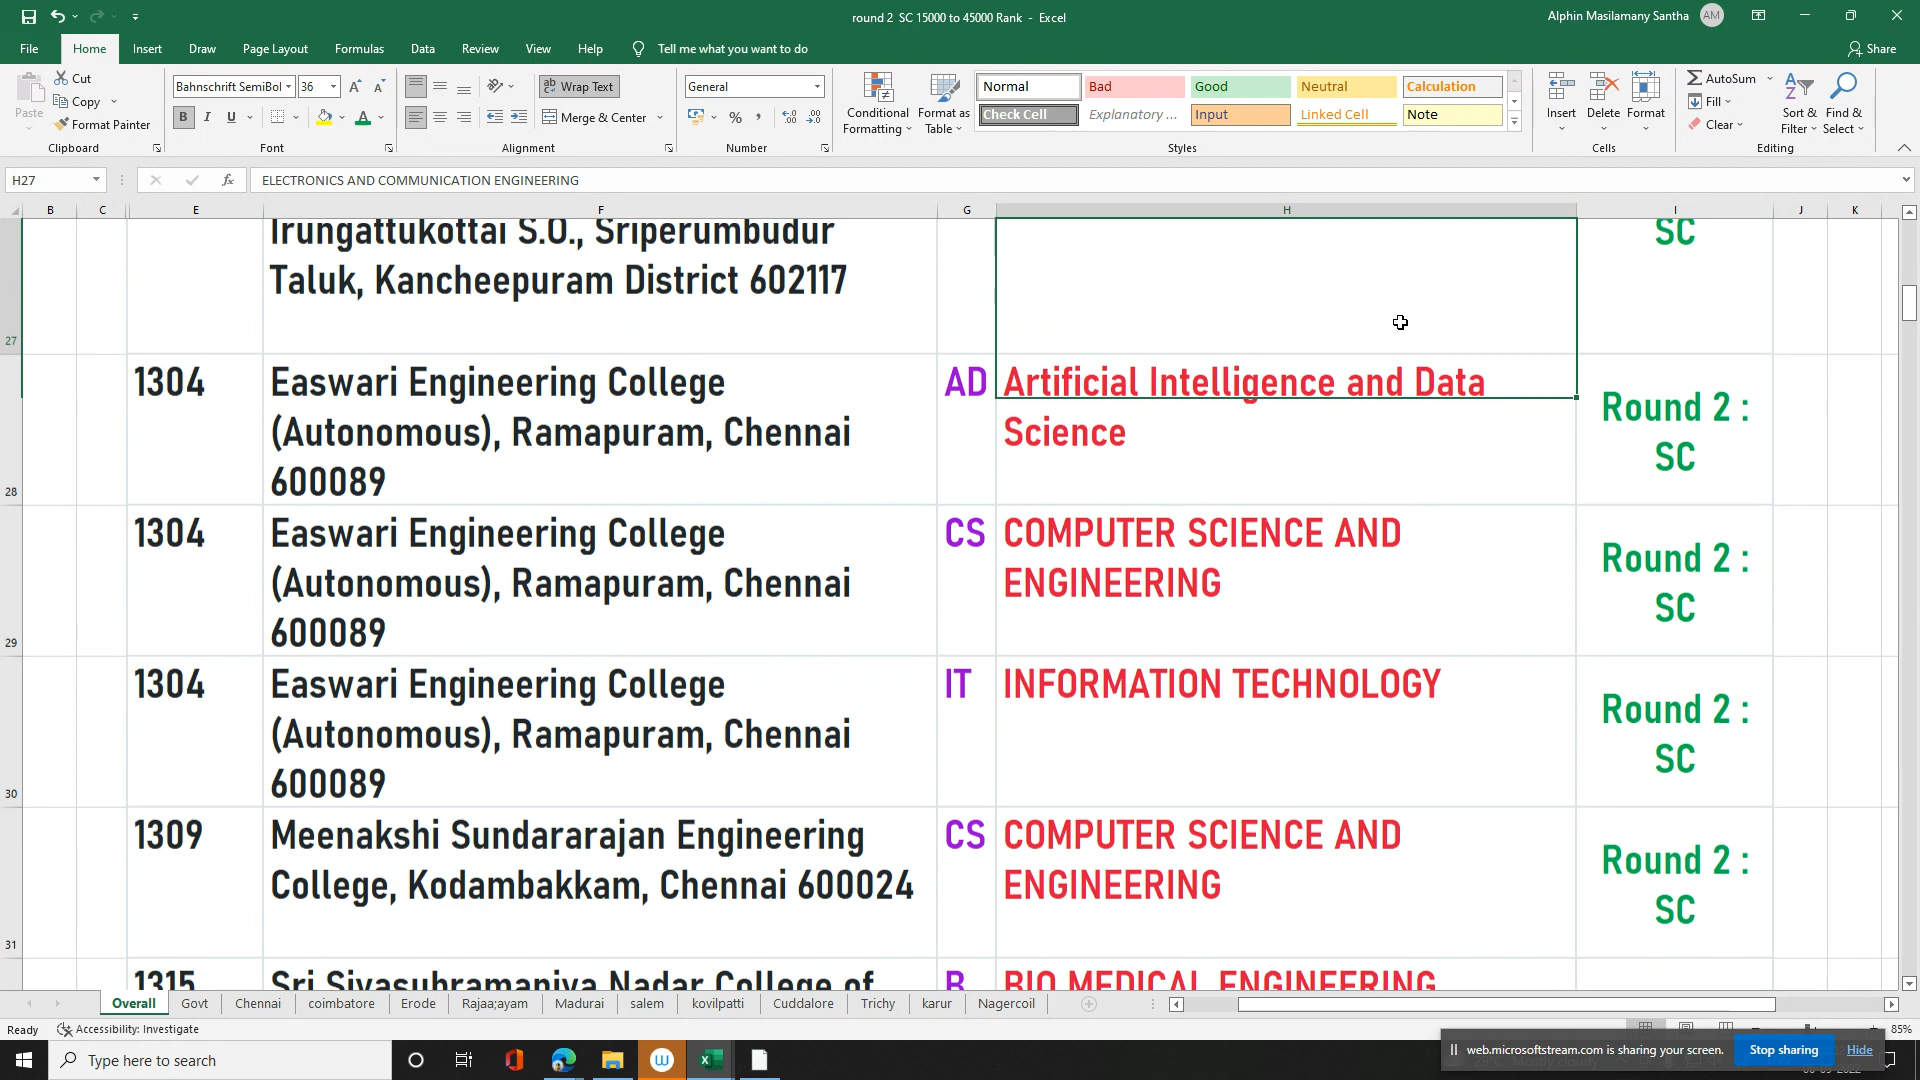 round 2 SC 15000 to 45000 Rank - Excel
Alphin Masilamany Santha
AM
File
Home
Insert
Draw
Page Layout
Formulas
Data
Review
View
Help
Tell me what you want to do
Share
Paste
Cut
Copy
Format Painter
Clipboard
Bahnschrift SemiBol
36
B I U
Font
Wrap Text
Merge & Center
Alignment
General
Number
Conditional
Formatting
Format as
Table
Normal
Bad
Good
Neutral
Calculation
Check Cell
Explanatory ...
Input
Linked Cell
Note
Styles
Insert
Delete
Format
Cells
AutoSum
Fill
Clear
Sort &
Filter
Find &
Select
Editing
H27
fx
ELECTRONICS AND COMMUNICATION ENGINEERING
B C E F G H I J K
Irungattukottai S.O., Sriperumbudur
Taluk, Kancheepuram District 602117
SC
27
1304
Easwari Engineering College
(Autonomous), Ramapuram, Chennai
600089
AD
Artificial Intelligence and Data
Science
Round 2 :
SC
28
1304
Easwari Engineering College
(Autonomous), Ramapuram, Chennai
600089
CS
COMPUTER SCIENCE AND
ENGINEERING
Round 2 :
SC
29
1304
Easwari Engineering College
(Autonomous), Ramapuram, Chennai
600089
IT
INFORMATION TECHNOLOGY
Round 2 :
SC
30
1309
Meenakshi Sundararajan Engineering
College, Kodambakkam, Chennai 600024
CS
COMPUTER SCIENCE AND
ENGINEERING
Round 2 :
SC
31
1315
Sri Sivasubramaniya Nadar College of
B
BIO MEDICAL ENGINEERING
Overall
Govt
Chennai
coimbatore
Erode
Rajaa;ayam
Madurai
salem
kovilpatti
Cuddalore
Trichy
karur
Nagercoil
Ready
Accessibility: Investigate
85%
Type here to search
web.microsoftstream.com is sharing your screen.
Stop sharing
Hide